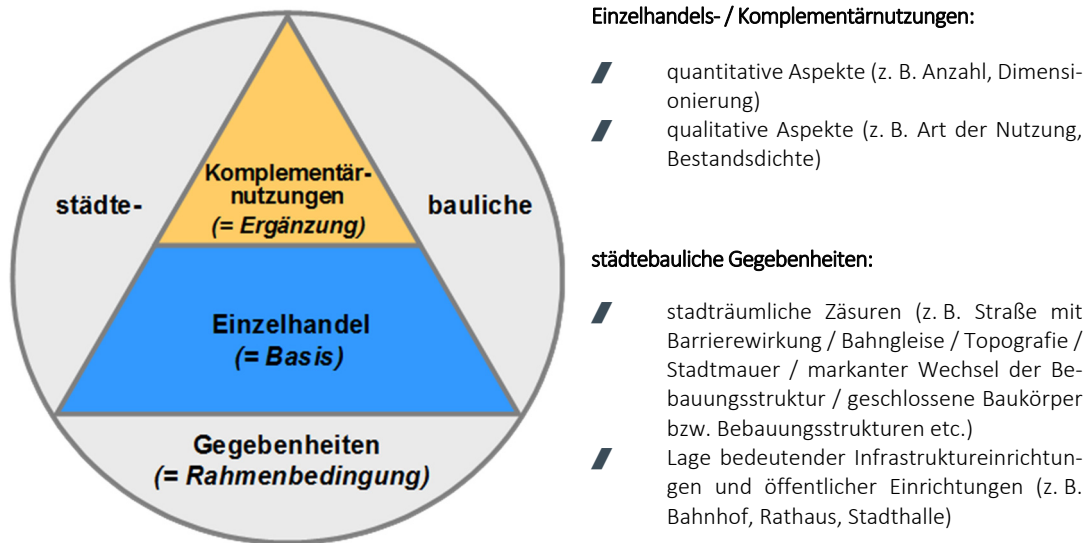 Komplementär-
nutzungen
(= Ergänzung)
städte-
bauliche
Einzelhandel
(= Basis)
Gegebenheiten
(= Rahmenbedingung)
Einzelhandels- / Komplementärnutzungen:
quantitative Aspekte (z. B. Anzahl, Dimensi-
onierung)
qualitative Aspekte (z. B. Art der Nutzung,
Bestandsdichte)
städtebauliche Gegebenheiten:
stadträumliche Zäsuren (z. B. Straße mit
Barrierewirkung / Bahngleise / Topografie /
Stadtmauer / markanter Wechsel der Be-
bauungsstruktur / geschlossene Baukörper
bzw. Bebauungsstrukturen etc.)
Lage bedeutender Infrastruktureinrichtun-
gen und öffentlicher Einrichtungen (z. B.
Bahnhof, Rathaus, Stadthalle)